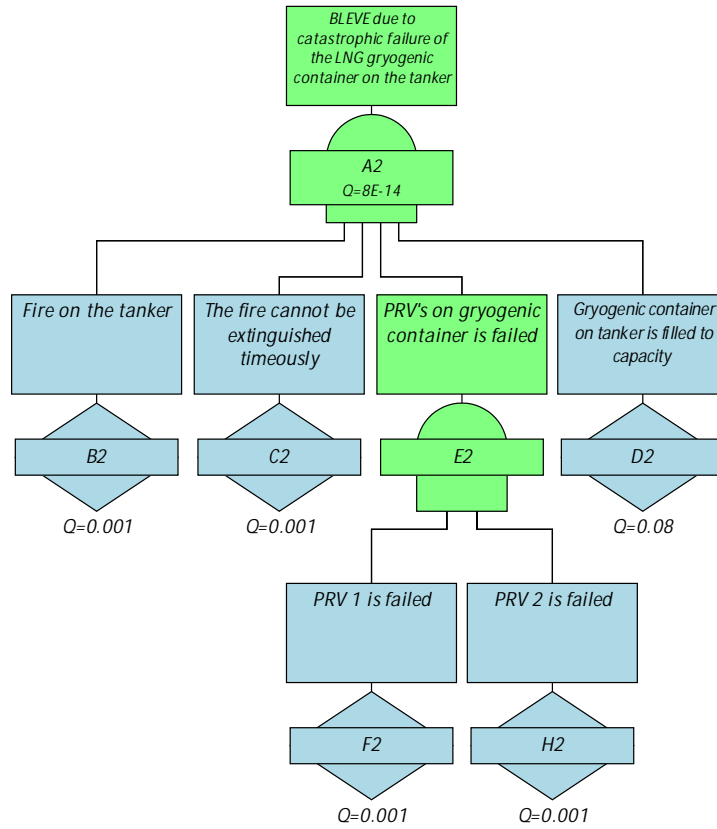 BLEVE due to
catastrophic failure of
the LNG gryogenic
container on the tanker
A2
Q=8E-14
Fire on the tanker
The fire cannot be
extinguished
timeously
PRV's on gryogenic
container is failed
Gryogenic container
on tanker is filled to
capacity
B2
C2
E2
D2
Q=0.001
Q=0.001
Q=0.08
PRV 1 is failed
PRV 2 is failed
F2
H2
Q=0.001
Q=0.001